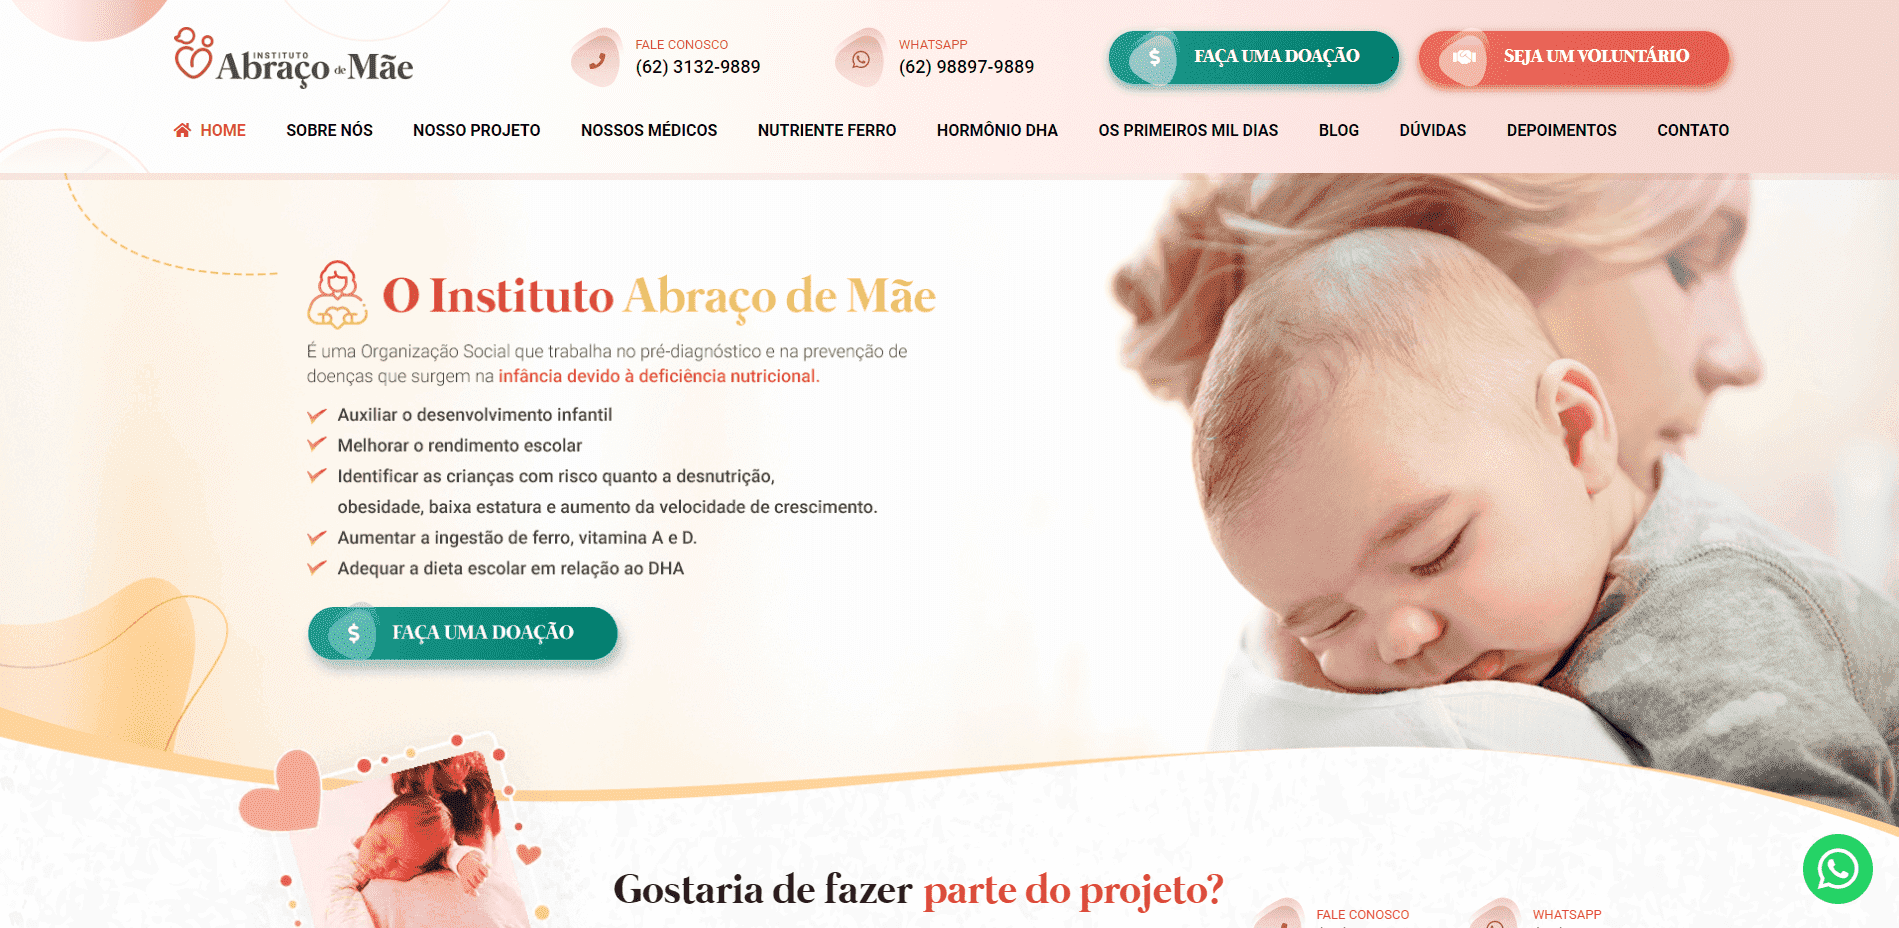 INSTITUTO
Abraço de Mãe
FALE CONOSCO
(62) 3132-9889
WHATSAPP
(62) 98897-9889
FAÇA UMA DOAÇÃO
SEJA UM VOLUNTÁRIO
HOME
SOBRE NÓS
NOSSO PROJETO
NOSSOS MÉDICOS
NUTRIENTE FERRO
HORMÔNIO DHA
OS PRIMEIROS MIL DIAS
BLOG
DÚVIDAS
DEPOIMENTOS
CONTATO
O Instituto Abraço de Mãe
É uma Organização Social que trabalha no pré-diagnóstico e na prevenção de
doenças que surgem na infância devido à deficiência nutricional.
Auxiliar o desenvolvimento infantil
Melhorar o rendimento escolar
Identificar as crianças com risco quanto a desnutrição,
obesidade, baixa estatura e aumento da velocidade de crescimento.
Aumentar a ingestão de ferro, vitamina A e D.
Adequar a dieta escolar em relação ao DHA
FAÇA UMA DOAÇÃO
Gostaria de fazer parte do projeto?
FALE CONOSCO
WHATSAPP